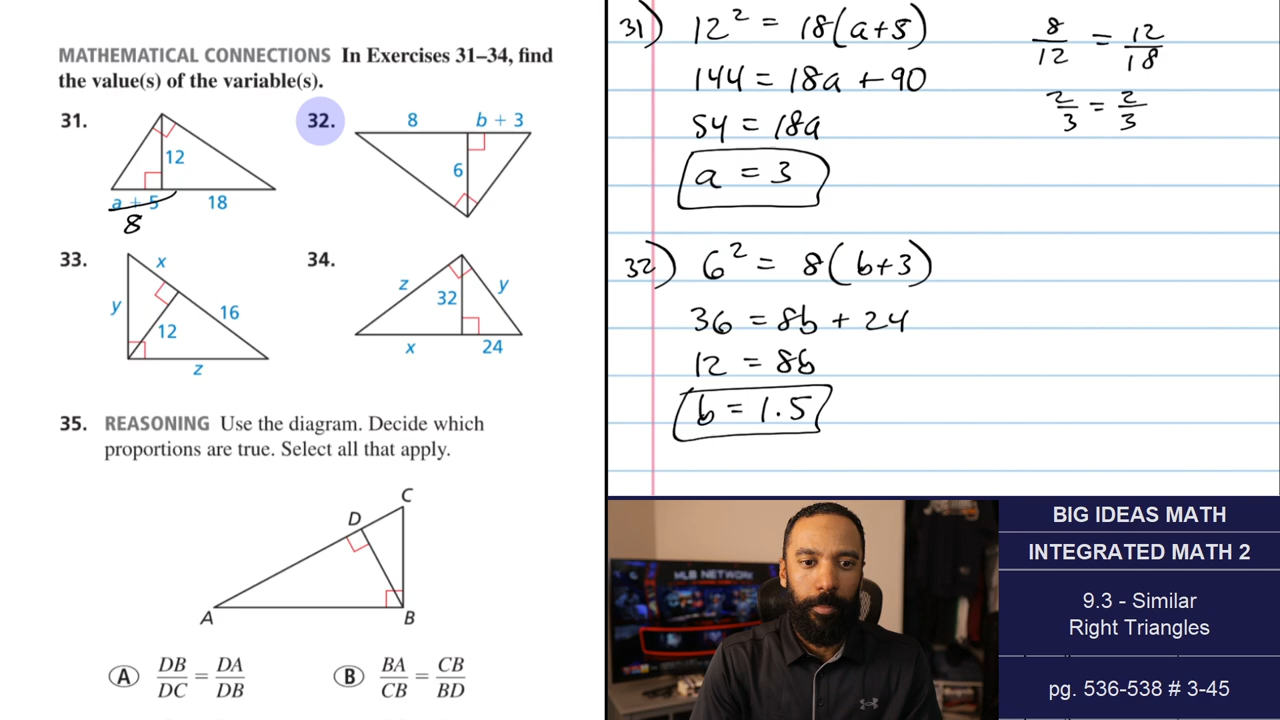 MATHEMATICAL CONNECTIONS In Exercises 31–34, find
the value(s) of the variable(s).
31.
12
a + 5
18
8
32.
8
b + 3
6
33.
x
y
16
12
z
34.
z
32
y
x
24
35. REASONING Use the diagram. Decide which
proportions are true. Select all that apply.
C
D
A
B
A DB/DC = DA/DB
B BA/CB = CB/BD
31) 12² = 18(a+5)
144 = 18a + 90
54 = 18a
a = 3
8/12 = 12/18
2/3 = 2/3
32) 6² = 8(b+3)
36 = 8b + 24
12 = 8b
b = 1.5
MLB NETWORK
BIG IDEAS MATH
INTEGRATED MATH 2
9.3 - Similar
Right Triangles
pg. 536-538 # 3-45